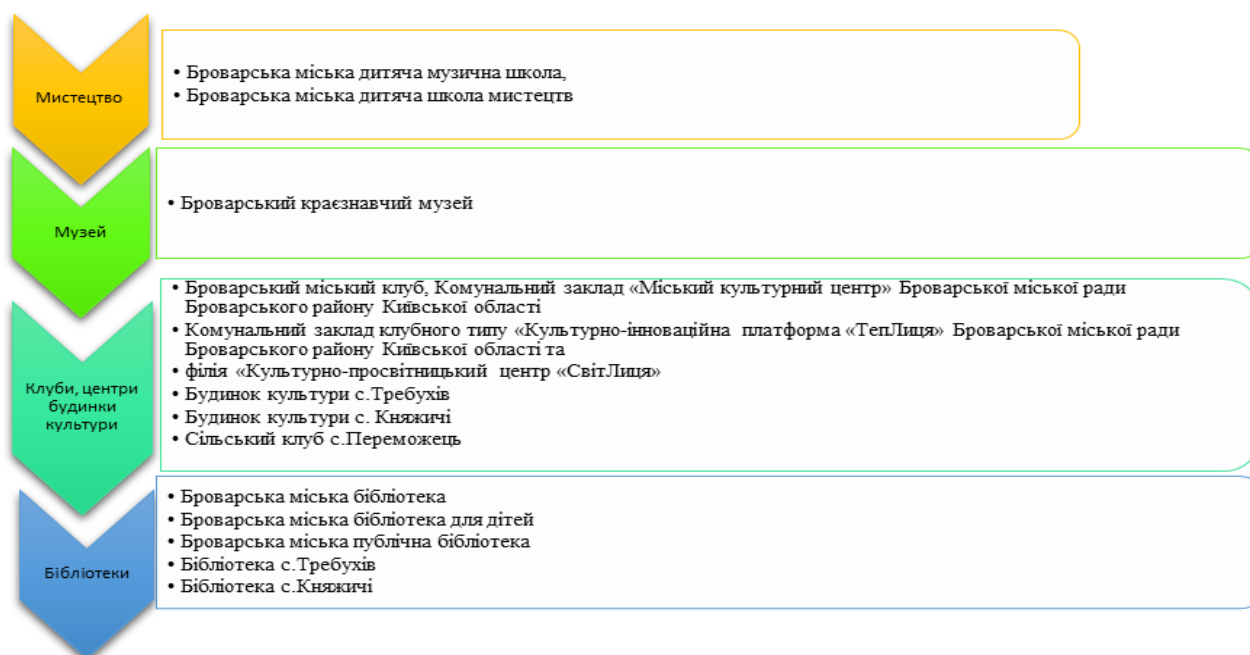 Мистецтво
• Броварська міська дитяча музична школа,
• Броварська міська дитяча школа мистецтв
Музей
• Броварський краєзнавчий музей
Клуби, центри
будинки
культури
• Броварський міський клуб, Комунальний заклад «Міський культурний центр» Броварської міської ради
Броварського району Київської області
• Комунальний заклад клубного типу «Культурно-інноваційна платформа «ТепЛиця» Броварської міської ради
Броварського району Київської області та
• філія «Культурно-просвітницький центр «СвітЛиця»
• Будинок культури с.Требухів
• Будинок культури с. Княжичі
• Сільський клуб с.Переможець
Бібліотеки
• Броварська міська бібліотека
• Броварська міська бібліотека для дітей
• Броварська міська публічна бібліотека
• Бібліотека с.Требухів
• Бібліотека с.Княжичі